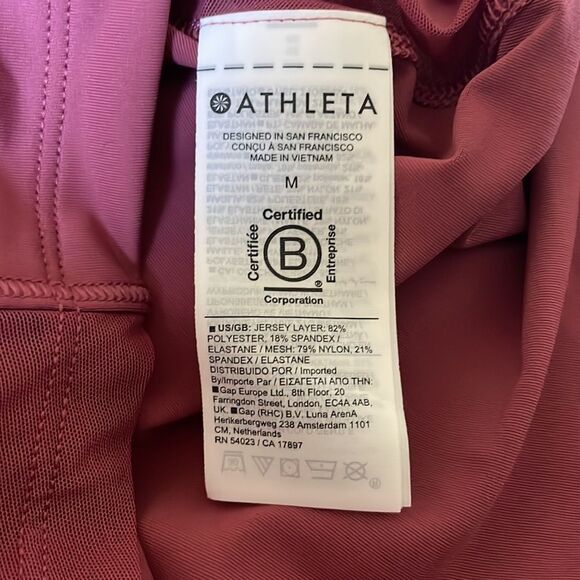 ATHLETA
DESIGNED IN SAN FRANCISCO
CONÇU À SAN FRANCISCO
MADE IN VIETNAM
M
Certified
Certifiée
B
Entreprise
®
Corporation
■ US/GB: JERSEY LAYER: 82%
POLYESTER, 18% SPANDEX /
ELASTANE / MESH: 79% NYLON, 21%
SPANDEX / ELASTANE
DISTRIBUIDO POR / Imported
By/Importe Par / ΕΙΣΑΓΕΤΑΙ ΑΠΟ ΤΗΝ:
■Gap Europe Ltd., 8th Floor, 20
Farringdon Street, London, EC4A 4AB,
UK. ■Gap (RHC) B.V. Luna ArenA
Herikerbergweg 238 Amsterdam 1101
CM, Netherlands
RN 54023 / CA 17897